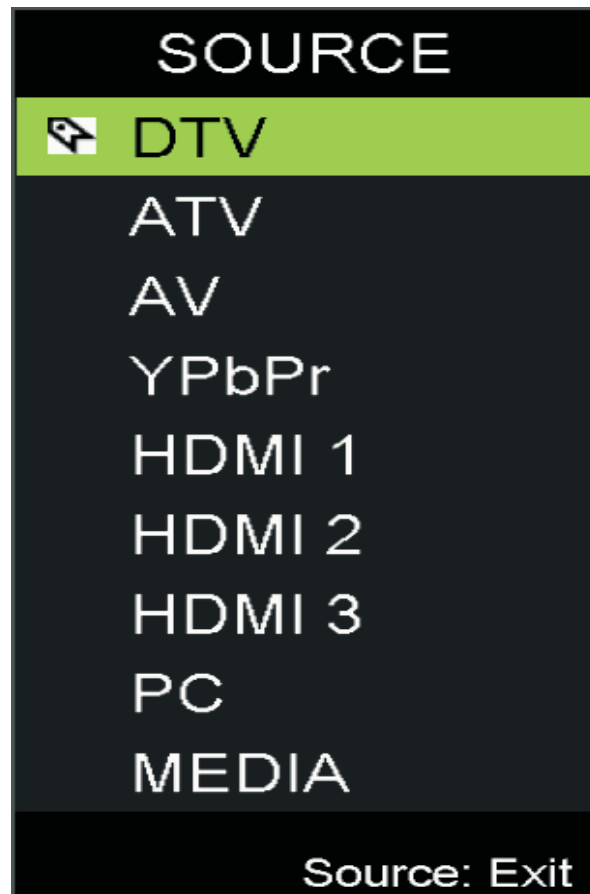 SOURCE
DTV
ATV
AV
YPbPr
HDMI 1
HDMI 2
HDMI 3
PC
MEDIA
Source: Exit